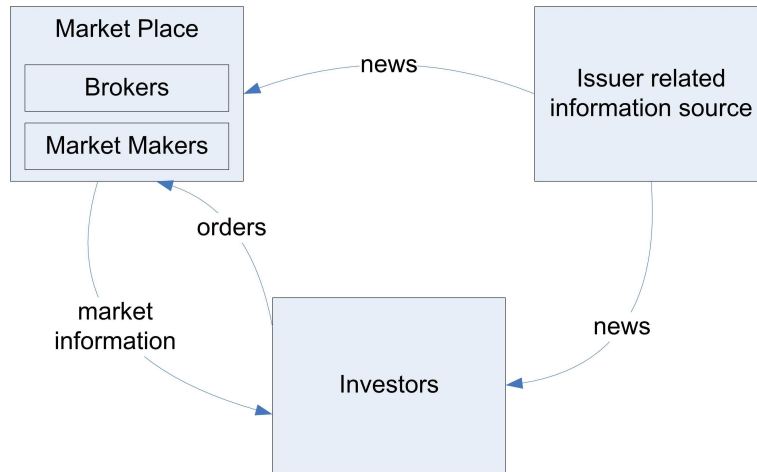 Market Place
news
Brokers
Issuer related
information source
Market Makers
orders
market
information
news
Investors